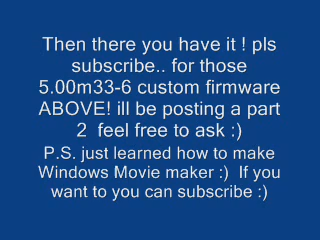 Then there you have it ! pls
subscribe.. for those
5.00m33-6 custom firmware
ABOVE! ill be posting a part
2  feel free to ask :)
P.S. just learned how to make
Windows Movie maker :)  If you
want to you can subscribe :)